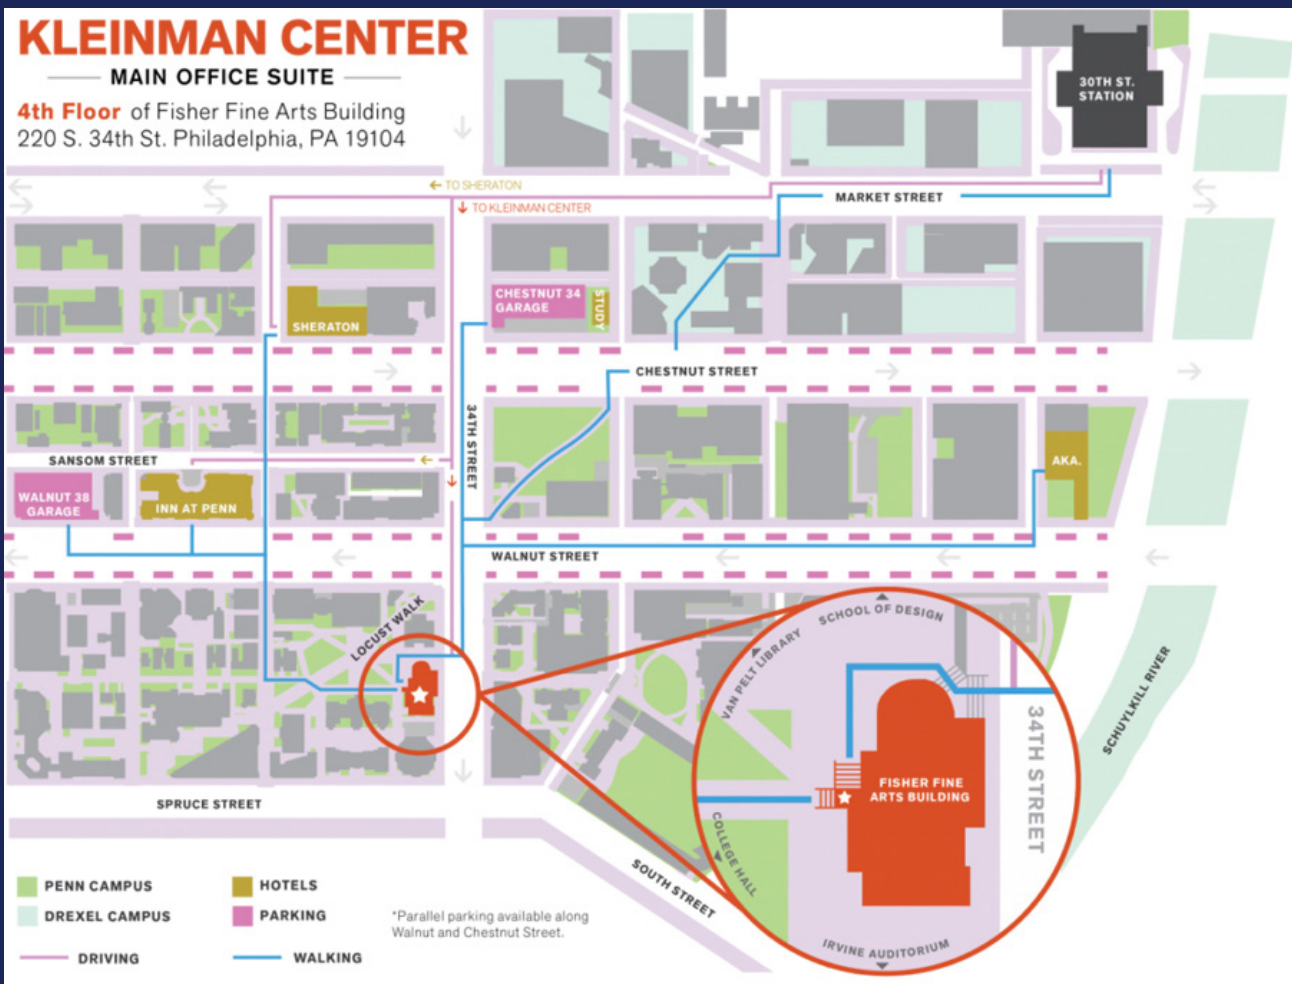 KLEINMAN CENTER
MAIN OFFICE SUITE
4th Floor of Fisher Fine Arts Building
220 S. 34th St. Philadelphia, PA 19104
30TH ST.
STATION
TO SHERATON
TO KLEINMAN CENTER
MARKET STREET
CHESTNUT 34
GARAGE
STUDY
SHERATON
CHESTNUT STREET
34TH STREET
SANSOM STREET
AKA.
WALNUT 38
GARAGE
INN AT PENN
WALNUT STREET
LOCUST WALK
SCHOOL OF DESIGN
VAN PELT LIBRARY
34TH STREET
SCHUYLKILL RIVER
FISHER FINE
ARTS BUILDING
COLLEGE HALL
IRVINE AUDITORIUM
SPRUCE STREET
SOUTH STREET
PENN CAMPUS
HOTELS
DREXEL CAMPUS
PARKING
*Parallel parking available along
Walnut and Chestnut Street.
DRIVING
WALKING